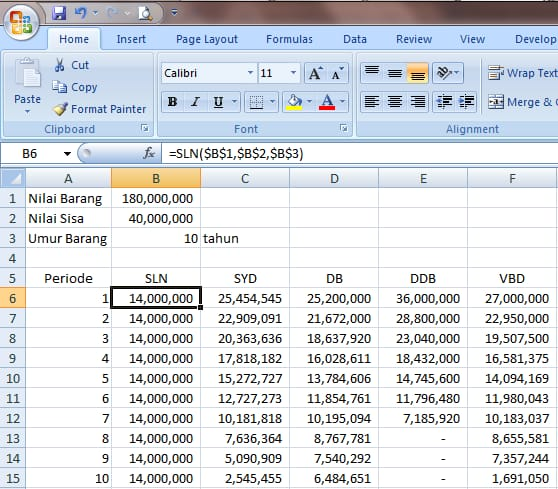 Home Insert Page Layout Formulas Data Review View Develop
Cut
Copy
Format Painter
Paste
Clipboard
Calibri 11 A A
B I U A
Font
Wrap Text
Merge &
Alignment
B6 fx =SLN($B$1,$B$2,$B$3)
A B C D E F
1 Nilai Barang 180,000,000
2 Nilai Sisa 40,000,000
3 Umur Barang 10 tahun
4
5 Periode SLN SYD DB DDB VBD
6 1 14,000,000 25,454,545 25,200,000 36,000,000 27,000,000
7 2 14,000,000 22,909,091 21,672,000 28,800,000 22,950,000
8 3 14,000,000 20,363,636 18,637,920 23,040,000 19,507,500
9 4 14,000,000 17,818,182 16,028,611 18,432,000 16,581,375
10 5 14,000,000 15,272,727 13,784,606 14,745,600 14,094,169
11 6 14,000,000 12,727,273 11,854,761 11,796,480 11,980,043
12 7 14,000,000 10,181,818 10,195,094 7,185,920 10,183,037
13 8 14,000,000 7,636,364 8,767,781 - 8,655,581
14 9 14,000,000 5,090,909 7,540,292 - 7,357,244
15 10 14,000,000 2,545,455 6,484,651 - 1,691,050